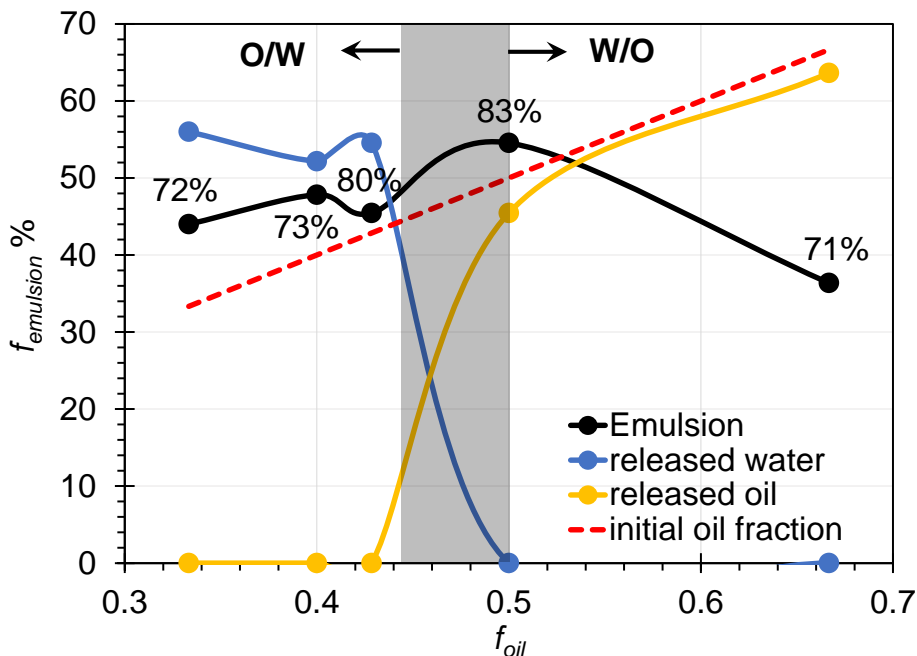 70
60
50
40
30
20
10
0
f_emulsion %
O/W
W/O
83%
80%
72%
73%
71%
Emulsion
released water
released oil
initial oil fraction
0.3
0.4
0.5
0.6
0.7
f_oil